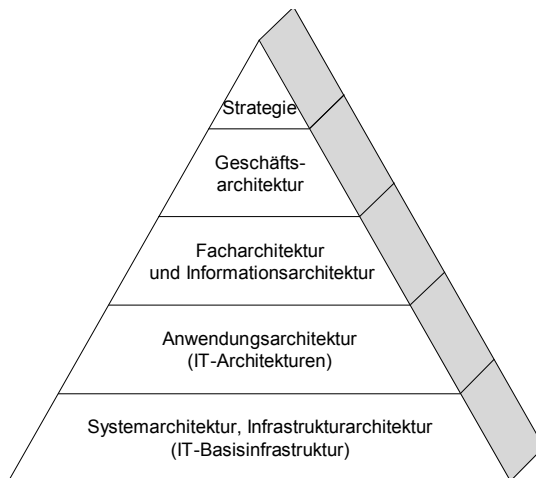 Strategie
Geschäfts-
architektur
Facharchitektur
und Informationsarchitektur
Anwendungsarchitektur
(IT-Architekturen)
Systemarchitektur, Infrastrukturarchitektur
(IT-Basisinfrastruktur)